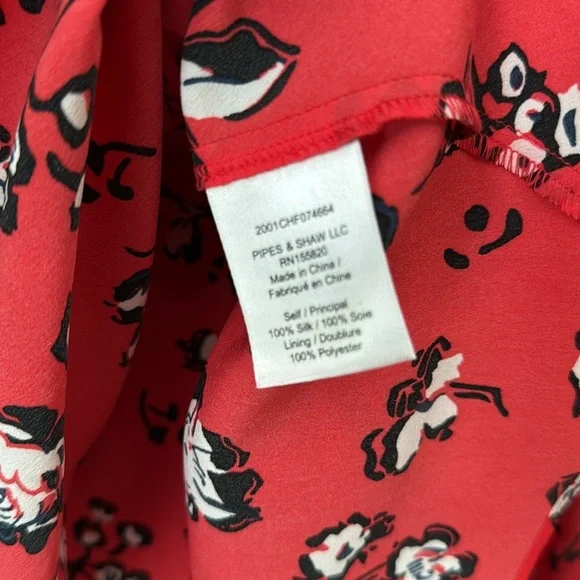 2001CHF074664
PIPES & SHAW LLC
RN155820
Made in China /
Fabriqué en Chine
Self / Principal
100% Silk / 100% Soie
Lining / Doublure
100% Polyester